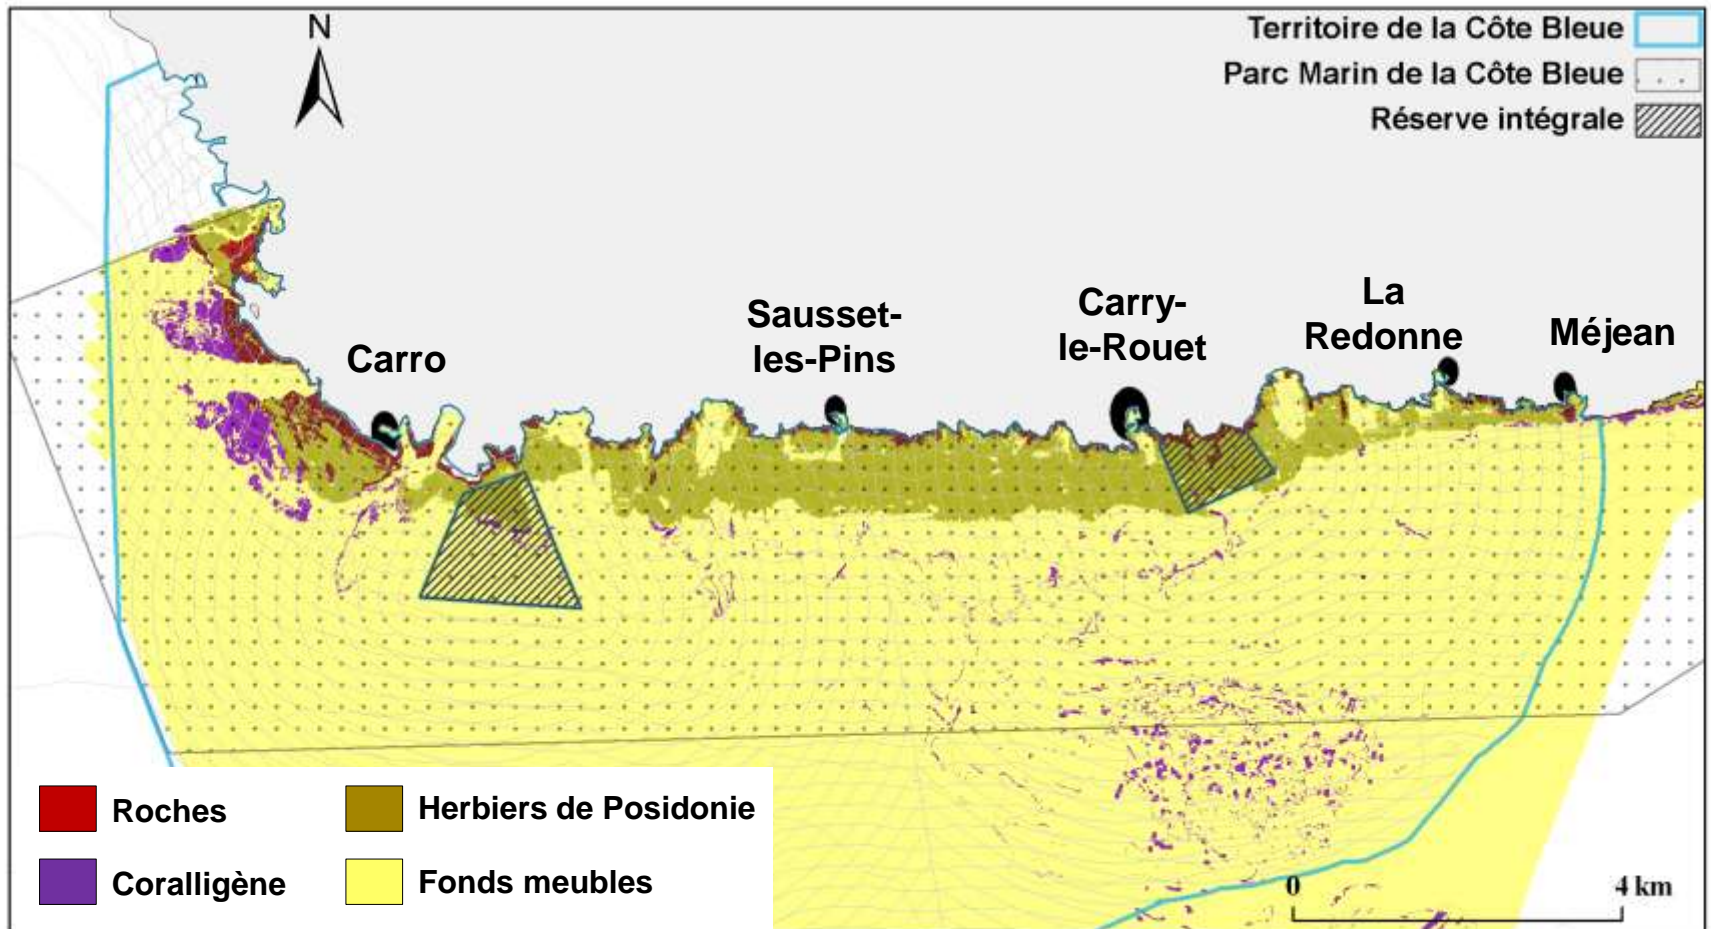 N
Territoire de la Côte Bleue
Parc Marin de la Côte Bleue
Réserve intégrale
Carro
Sausset-
les-Pins
Carry-
le-Rouet
La
Redonne
Méjean
Roches
Herbiers de Posidonie
Coralligène
Fonds meubles
0
4 km